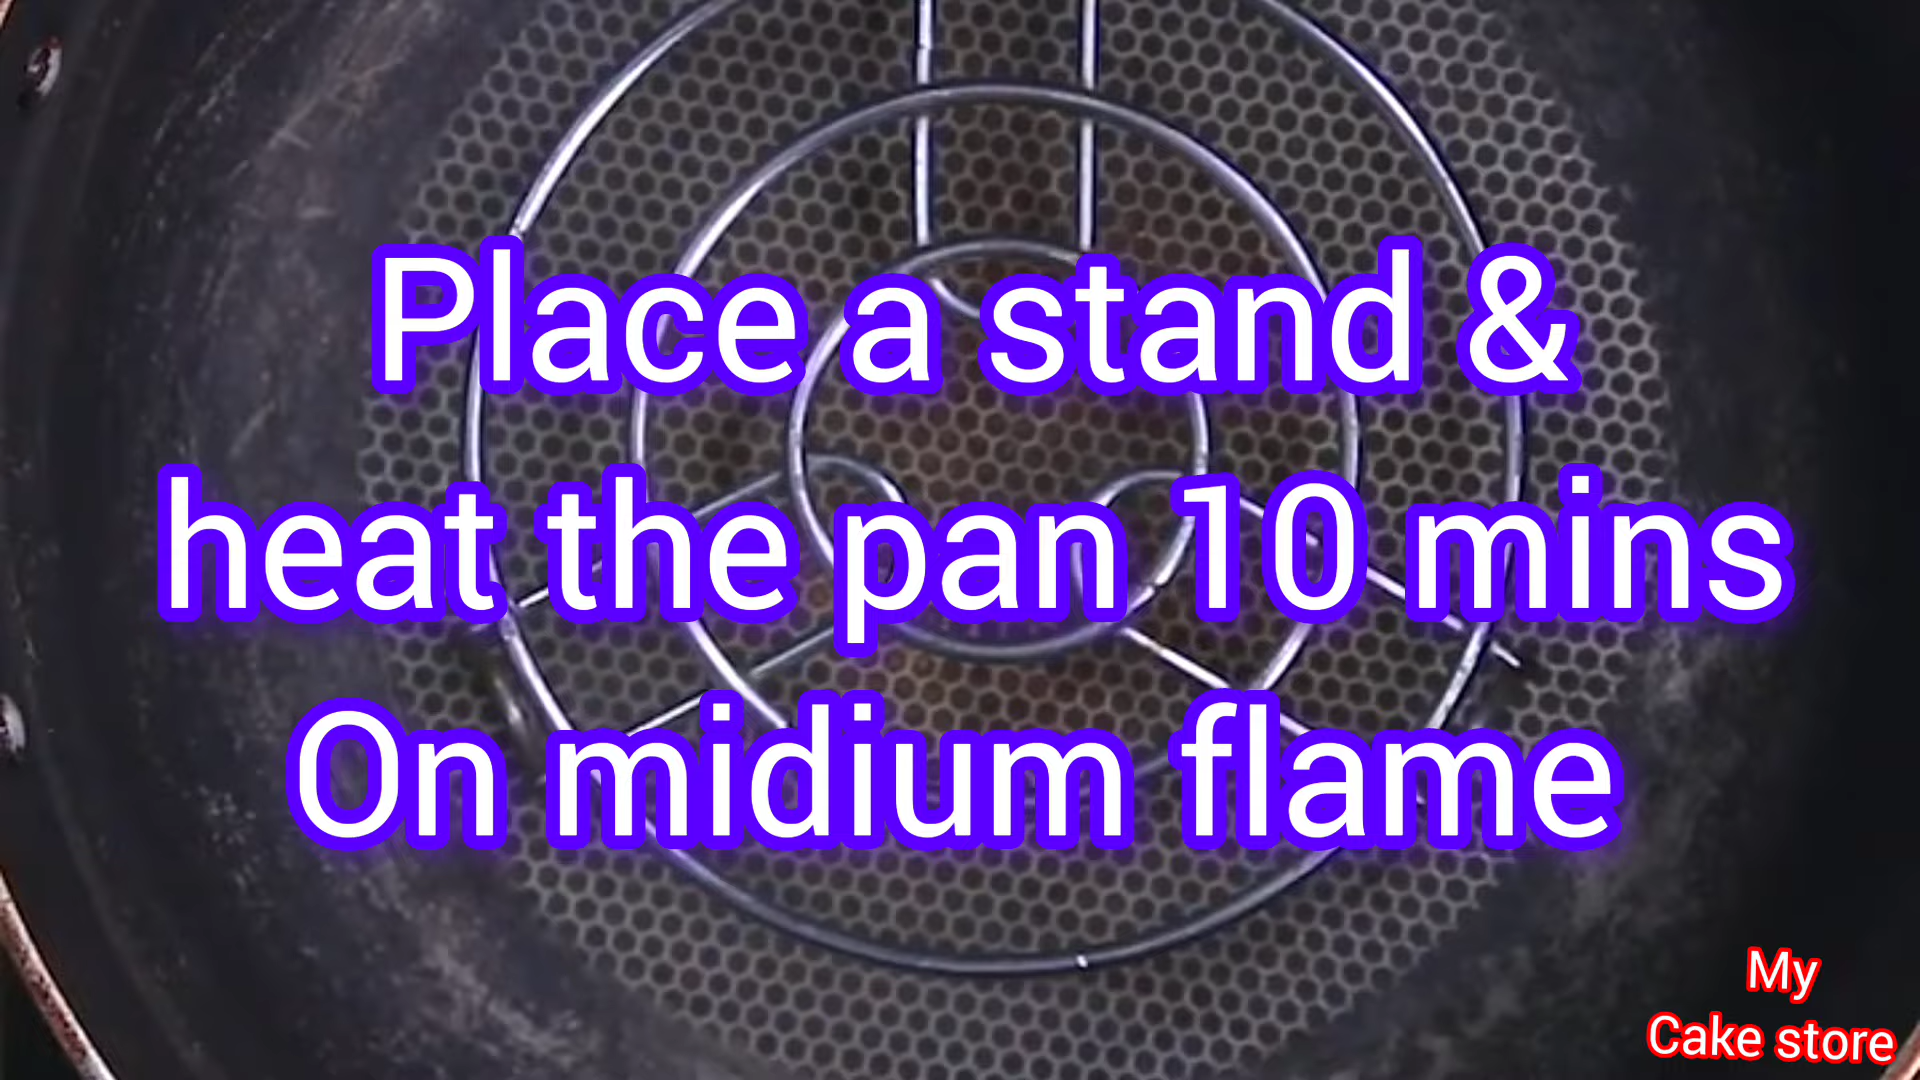 Place a stand &
heat the pan 10 mins
On midium flame
My
Cake store